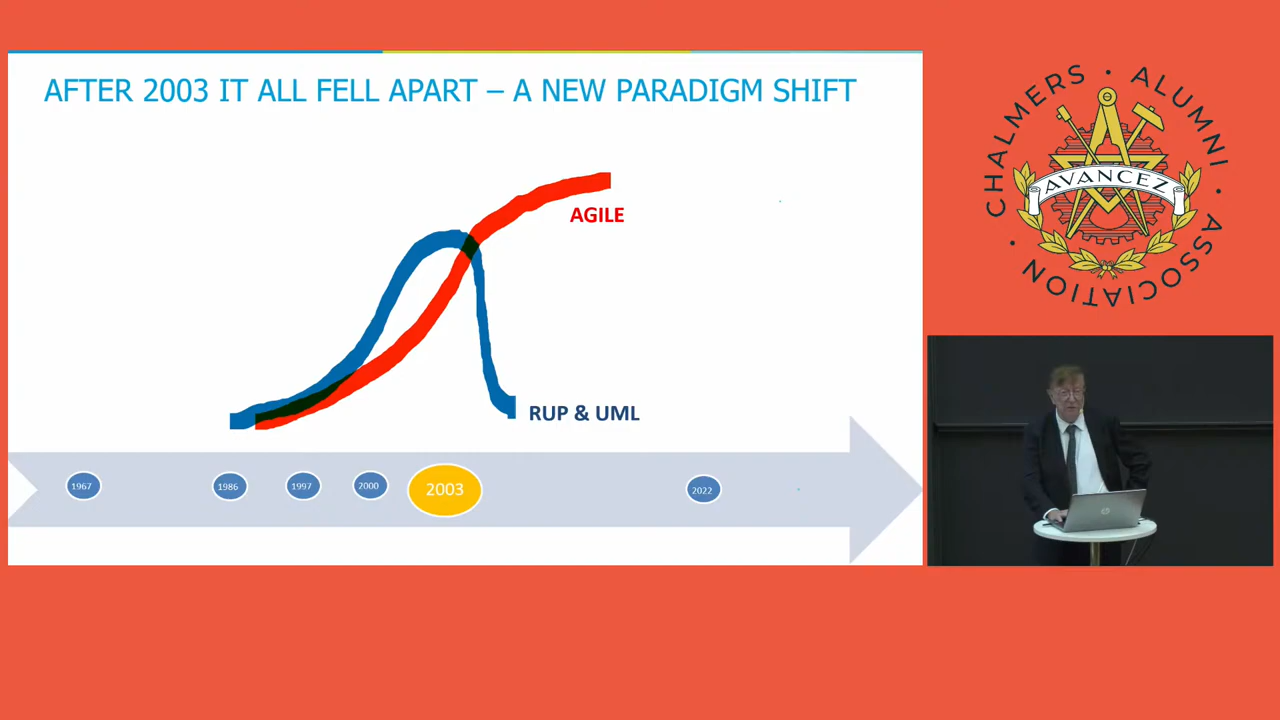 AFTER 2003 IT ALL FELL APART – A NEW PARADIGM SHIFT
AGILE
RUP & UML
1967
1986
1997
2000
2003
2022
CHALMERS · ALUMNI · ASSOCIATION ·
AVANCEZ